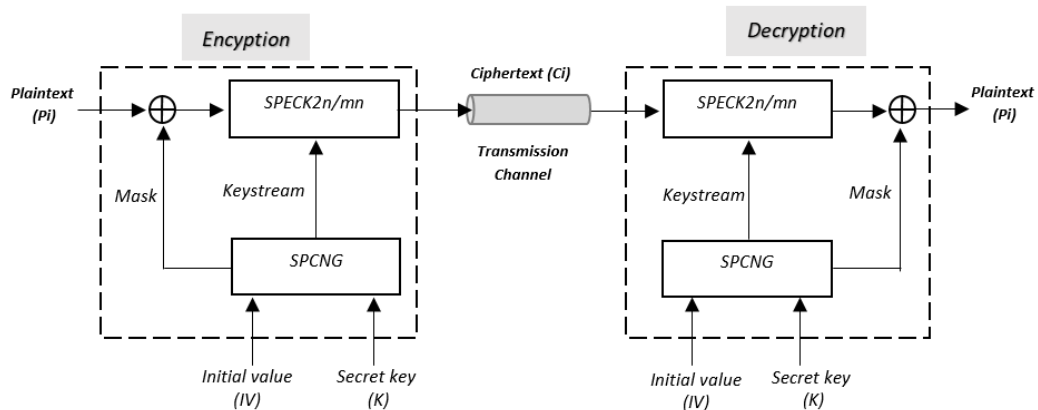 Encyption
Decryption
Plaintext
(Pi)
SPECK2n/mn
Ciphertext (Ci)
Transmission
Channel
SPECK2n/mn
Plaintext
(Pi)
Mask
Keystream
Keystream
Mask
SPCNG
SPCNG
Initial value
(IV)
Secret key
(K)
Initial value
(IV)
Secret key
(K)